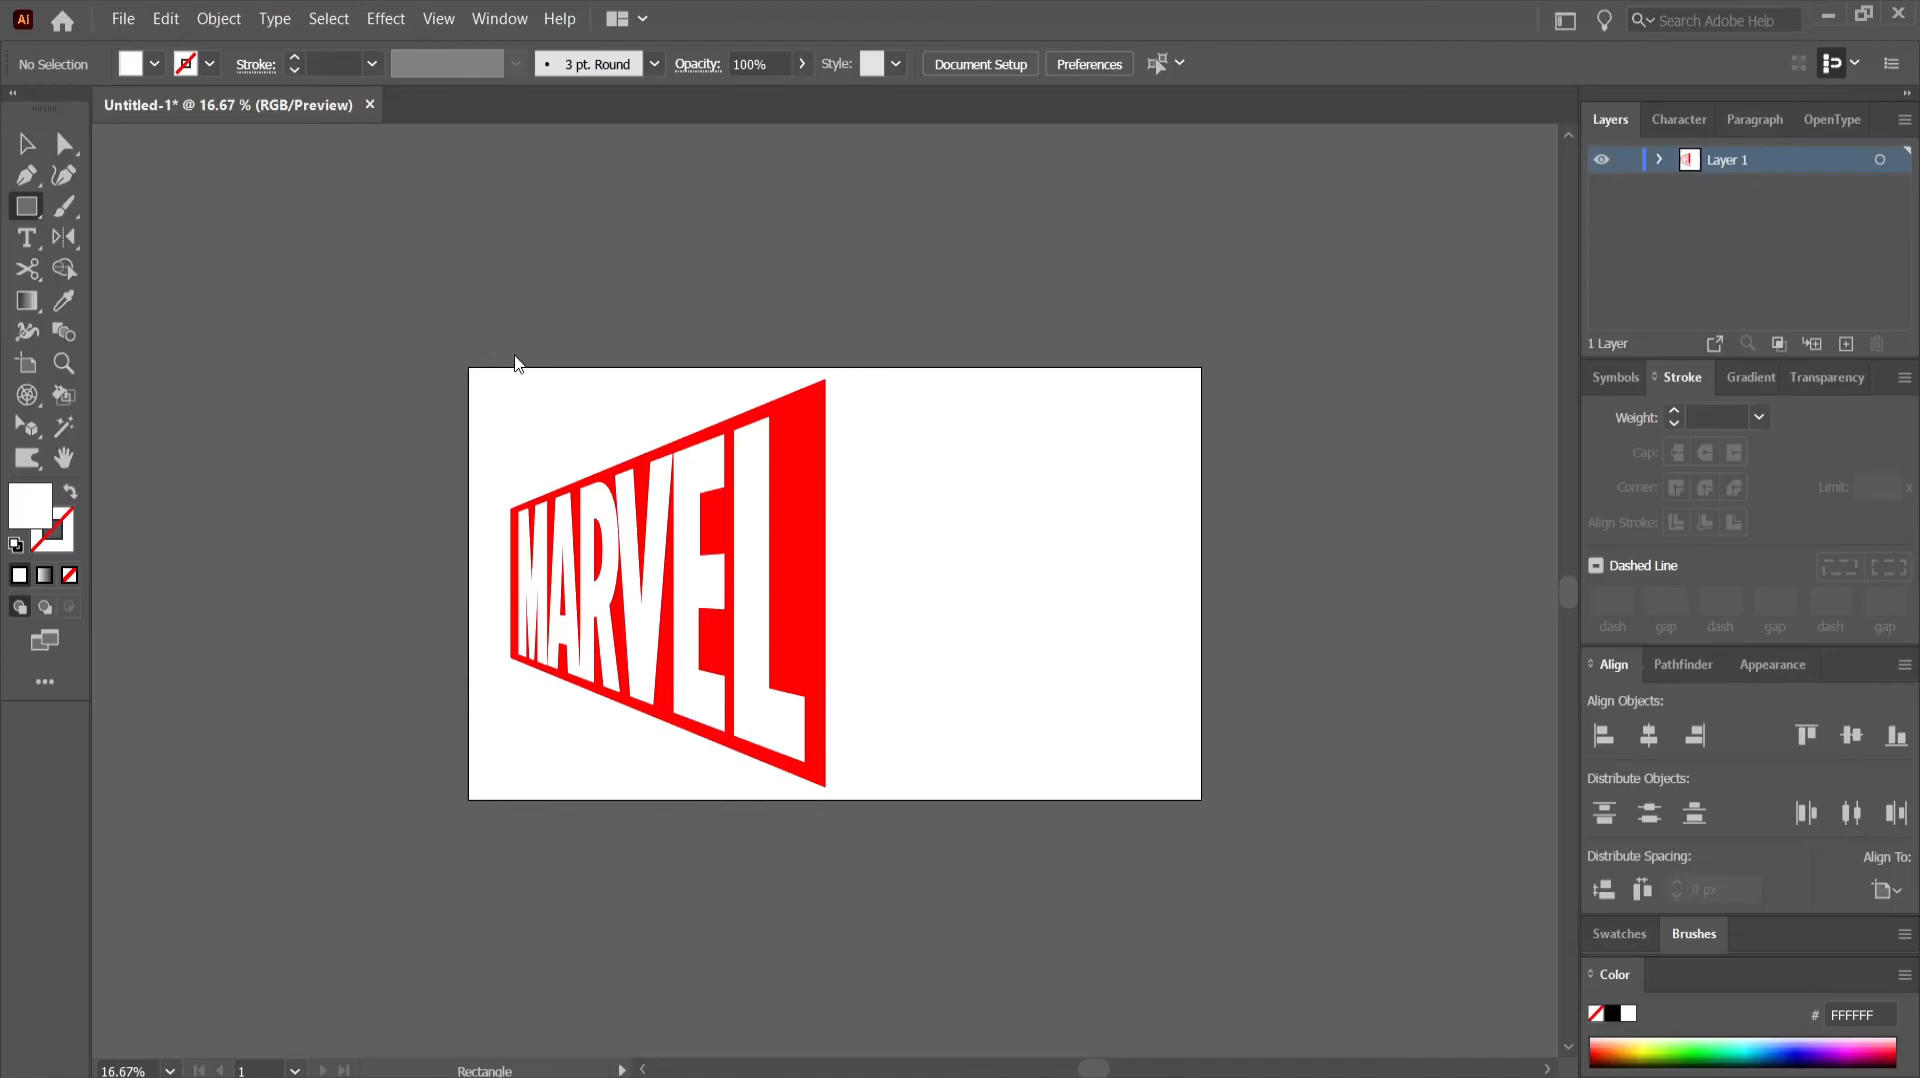 Ai File Edit Object Type Select Effect View Window Help Search Adobe Help
No Selection Stroke: 3 pt. Round Opacity: 100% Style: Document Setup Preferences
Untitled-1* @ 16.67 % (RGB/Preview)
Layers Character Paragraph OpenType
Layer 1
1 Layer
Symbols Stroke Gradient Transparency
Weight:
Cap:
Corner: Limit: x
Align Stroke:
Dashed Line
dash gap dash gap dash gap
Align Pathfinder Appearance
Align Objects:
Distribute Objects:
Distribute Spacing: Align To:
0 px
Swatches Brushes
Color
# FFFFFF
MARVEL
16.67% 1 Rectangle